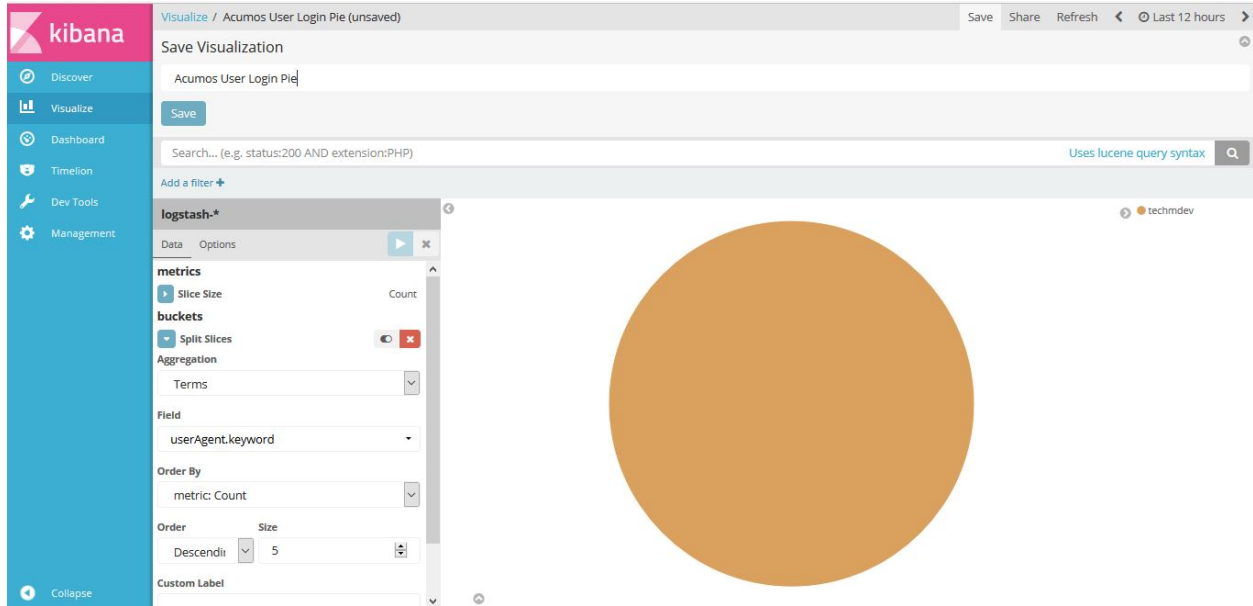 kibana
Discover
Visualize
Dashboard
Timelion
Dev Tools
Management
Collapse
Visualize / Acumos User Login Pie (unsaved)
Save Share Refresh Last 12 hours
Save Visualization
Acumos User Login Pie
Save
Search... (e.g. status:200 AND extension:PHP) Uses lucene query syntax
Add a filter +
logstash-*
Data Options
metrics
Slice Size Count
buckets
Split Slices
Aggregation
Terms
Field
userAgent.keyword
Order By
metric: Count
Order Size
Descendin 5
Custom Label
techmdev